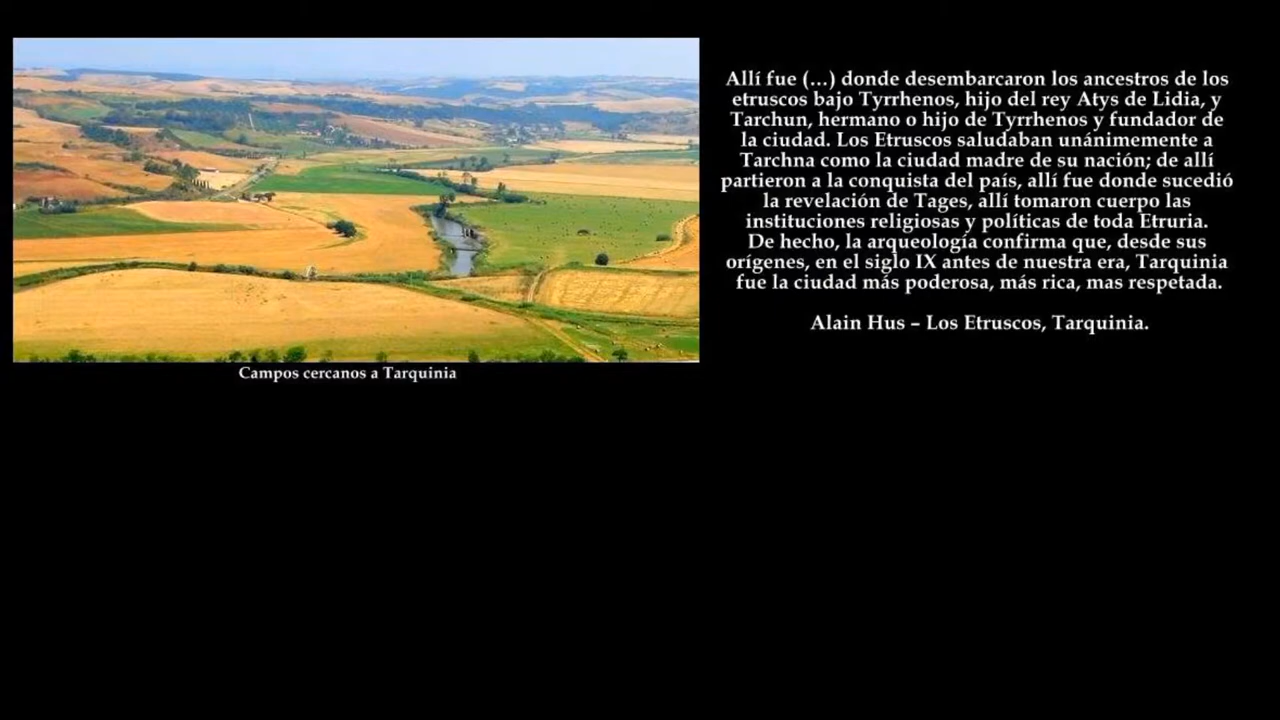 Allí fue (...) donde desembarcaron los ancestros de los
etruscos bajo Tyrrhenos, hijo del rey Atys de Lidia, y
Tarchun, hermano o hijo de Tyrrhenos y fundador de
la ciudad. Los Etruscos saludaban unánimemente a
Tarchna como la ciudad madre de su nación; de allí
partieron a la conquista del país, allí fue donde sucedió
la revelación de Tages, allí tomaron cuerpo las
instituciones religiosas y políticas de toda Etruria.
De hecho, la arqueología confirma que, desde sus
orígenes, en el siglo IX antes de nuestra era, Tarquinia
fue la ciudad más poderosa, más rica, mas respetada.
Alain Hus – Los Etruscos, Tarquinia.
Campos cercanos a Tarquinia